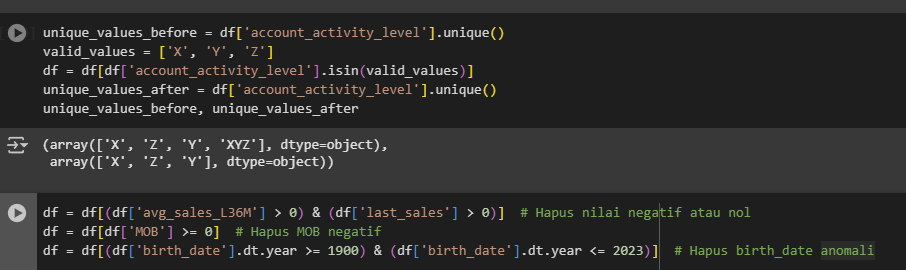 unique_values_before = df['account_activity_level'].unique()
valid_values = ['X', 'Y', 'Z']
df = df[df['account_activity_level'].isin(valid_values)]
unique_values_after = df['account_activity_level'].unique()
unique_values_before, unique_values_after
(array(['X', 'Z', 'Y', 'XYZ'], dtype=object),
 array(['X', 'Z', 'Y'], dtype=object))
df = df[(df['avg_sales_L36M'] > 0) & (df['last_sales'] > 0)]  # Hapus nilai negatif atau nol
df = df[df['MOB'] >= 0]  # Hapus MOB negatif
df = df[(df['birth_date'].dt.year >= 1900) & (df['birth_date'].dt.year <= 2023)]  # Hapus birth_date anomali